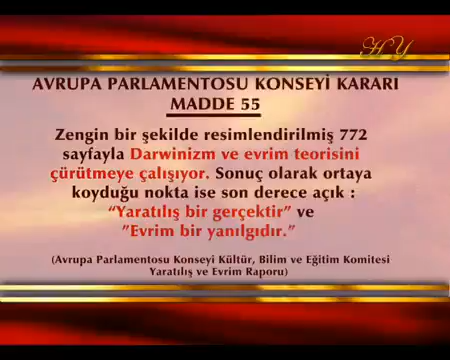 HY
AVRUPA PARLAMENTOSU KONSEYİ KARARI
MADDE 55
Zengin bir şekilde resimlendirilmiş 772
sayfayla Darwinizm ve evrim teorisini
çürütmeye çalışıyor. Sonuç olarak ortaya
koyduğu nokta ise son derece açık :
“Yaratılış bir gerçektir” ve
”Evrim bir yanılgıdır.”
(Avrupa Parlamentosu Konseyi Kültür, Bilim ve Eğitim Komitesi
Yaratılış ve Evrim Raporu)